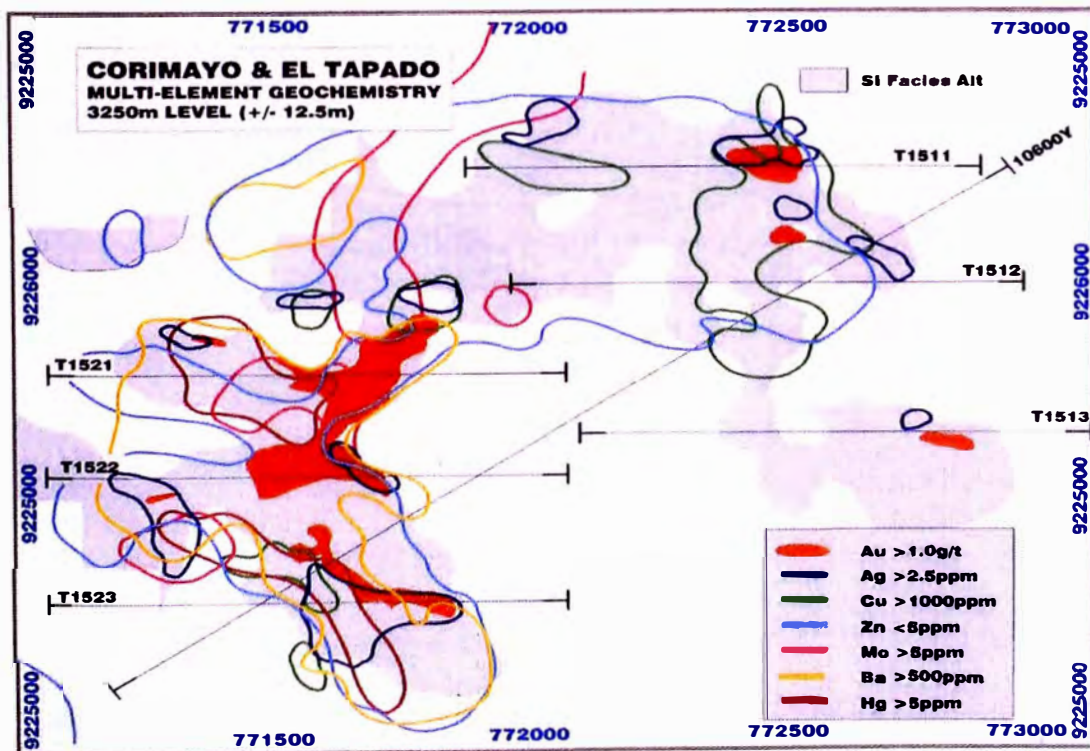 771500 772000 772500 773000
9225000
9225000
CORIMAYO & EL TAPADO
MULTI-ELEMENT GEOCHEMISTRY
3250m LEVEL (+/- 12.5m)
Si Facies Alt
T1511
10600Y
9226000
T1512
9226000
T1521
T1513
T1522
9225000
9225000
T1523
Au >1.0g/t
Ag >2.5ppm
Cu >1000ppm
Zn <5ppm
Mo >5ppm
Ba >500ppm
Hg >5ppm
9225000
9225000
771500 772000 772500 773000